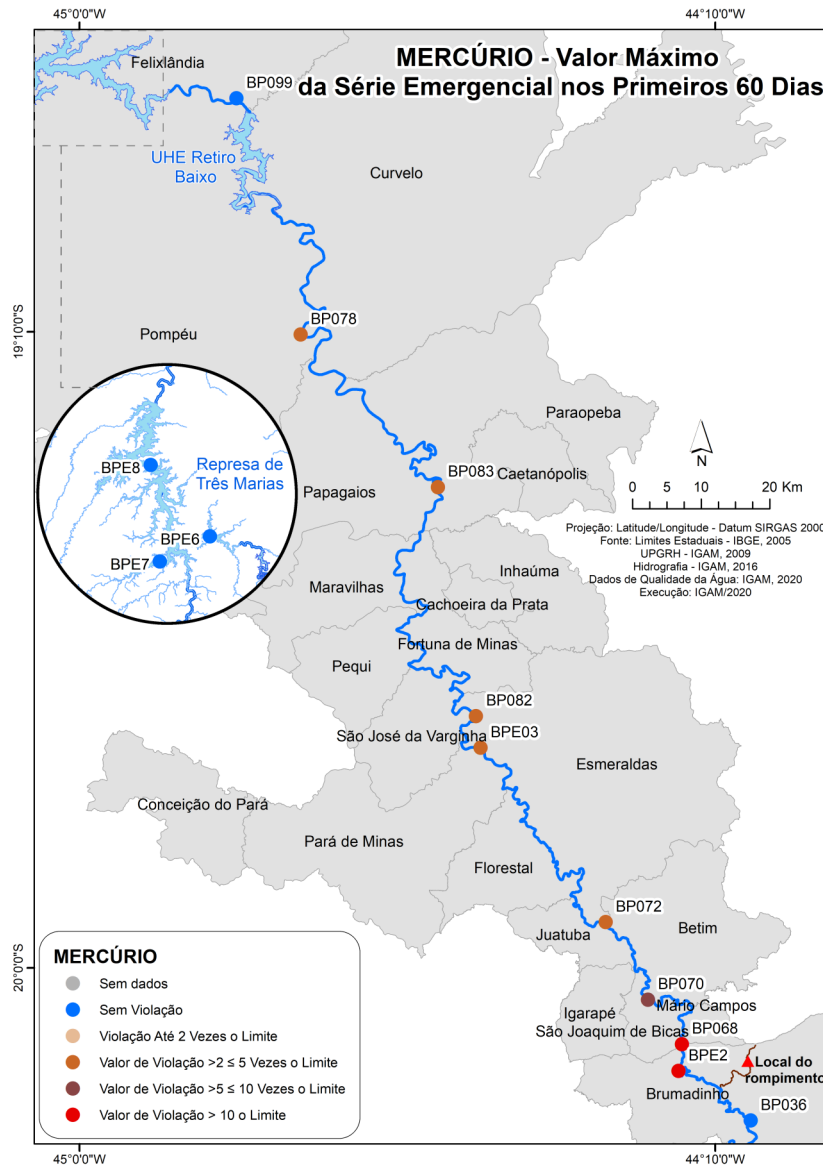 45°0'0"W
44°10'0"W
MERCÚRIO - Valor Máximo
da Série Emergencial nos Primeiros 60 Dias
Felixlândia
BP099
UHE Retiro
Baixo
Curvelo
19°10'0"S
BP078
Pompéu
Paraopeba
BP083
Caetanópolis
N
0 5 10 20 Km
BPE8
Represa de
Três Marias
BPE6
BPE7
Papagaios
Projeção: Latitude/Longitude - Datum SIRGAS 2000
Fonte: Limites Estaduais - IBGE, 2005
UPGRH - IGAM, 2009
Hidrografia - IGAM, 2016
Dados de Qualidade da Água: IGAM, 2020
Execução: IGAM/2020
Inhaúma
Maravilhas
Cachoeira da Prata
Fortuna de Minas
Pequi
BP082
São José da Varginha
BPE03
Esmeraldas
Conceição do Pará
Pará de Minas
Florestal
BP072
Juatuba
Betim
20°0'0"S
BP070
Igarapé
Mário Campos
São Joaquim de Bicas
BP068
BPE2
Local do
rompimento
Brumadinho
BP036
MERCÚRIO
Sem dados
Sem Violação
Violação Até 2 Vezes o Limite
Valor de Violação >2 ≤ 5 Vezes o Limite
Valor de Violação >5 ≤ 10 Vezes o Limite
Valor de Violação > 10 o Limite
45°0'0"W
44°10'0"W